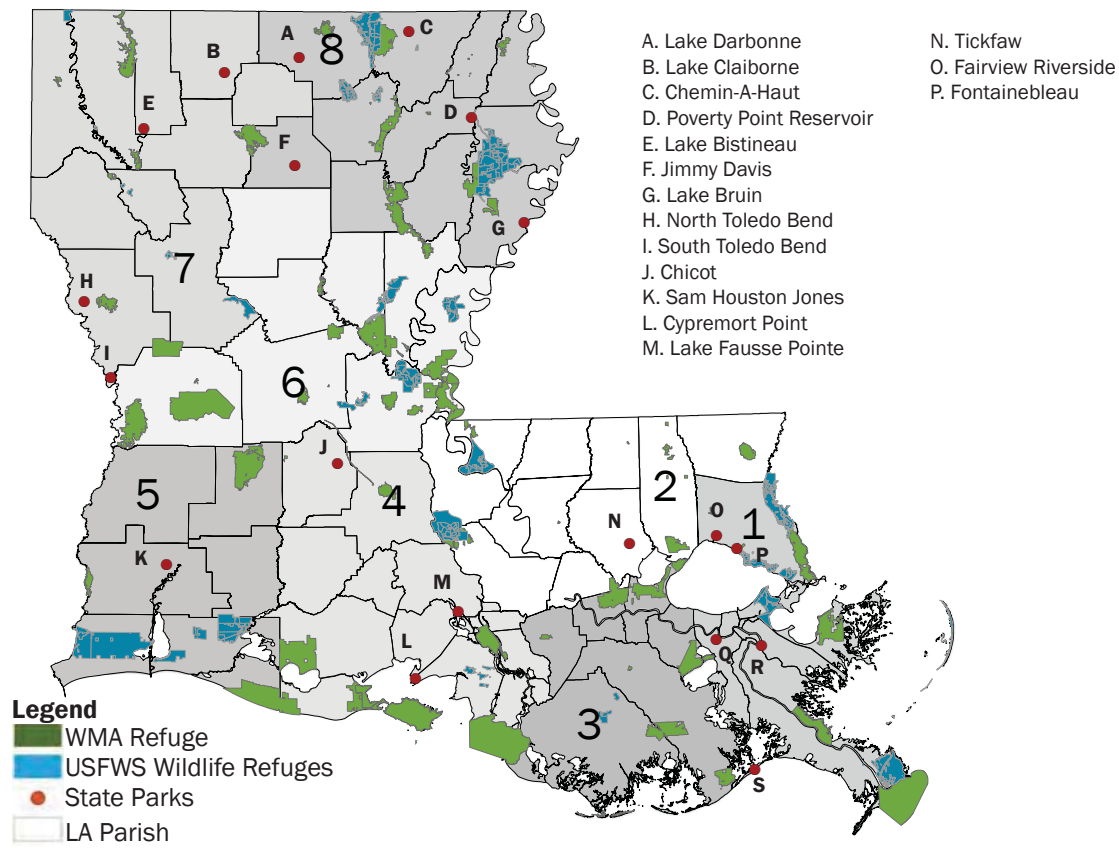 A. Lake Darbonne
B. Lake Claiborne
C. Chemin-A-Haut
D. Poverty Point Reservoir
E. Lake Bistineau
F. Jimmy Davis
G. Lake Bruin
H. North Toledo Bend
I. South Toledo Bend
J. Chicot
K. Sam Houston Jones
L. Cypremort Point
M. Lake Fausse Pointe
N. Tickfaw
O. Fairview Riverside
P. Fontainebleau
A
8
C
B
E
D
F
G
7
H
I
6
J
5
4
2
N
O
1
P
K
M
L
Q
R
3
S
Legend
WMA Refuge
USFWS Wildlife Refuges
State Parks
LA Parish